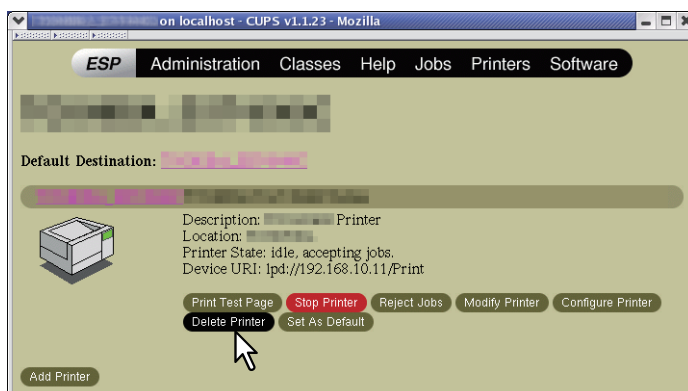 on localhost - CUPS v1.1.23 - Mozilla
ESP Administration Classes Help Jobs Printers Software
Default Destination:
Description: Printer
Location:
Printer State: idle, accepting jobs.
Device URI: lpd://192.168.10.11/Print
Print Test Page Stop Printer Reject Jobs Modify Printer Configure Printer
Delete Printer Set As Default
Add Printer